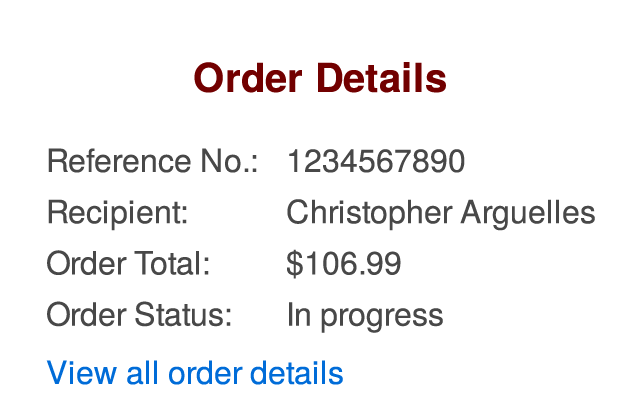 Order Details
Reference No.: 1234567890
Recipient: Christopher Arguelles
Order Total: $106.99
Order Status: In progress
View all order details